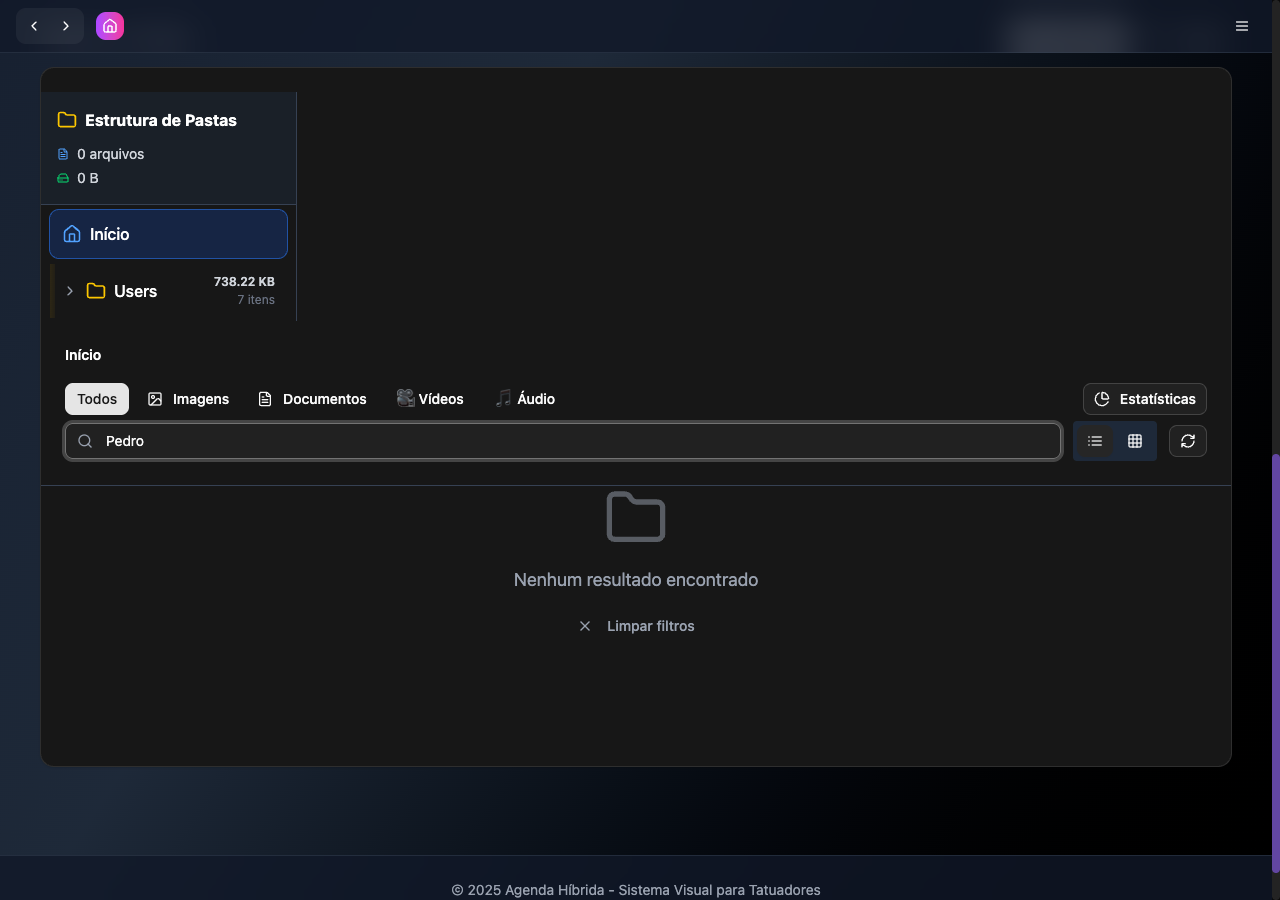 Estrutura de Pastas
0 arquivos
0 B
Início
Users
738.22 KB
7 itens
Início
Todos Imagens Documentos Vídeos Áudio Estatísticas
Pedro
Nenhum resultado encontrado
Limpar filtros
© 2025 Agenda Híbrida - Sistema Visual para Tatuadores